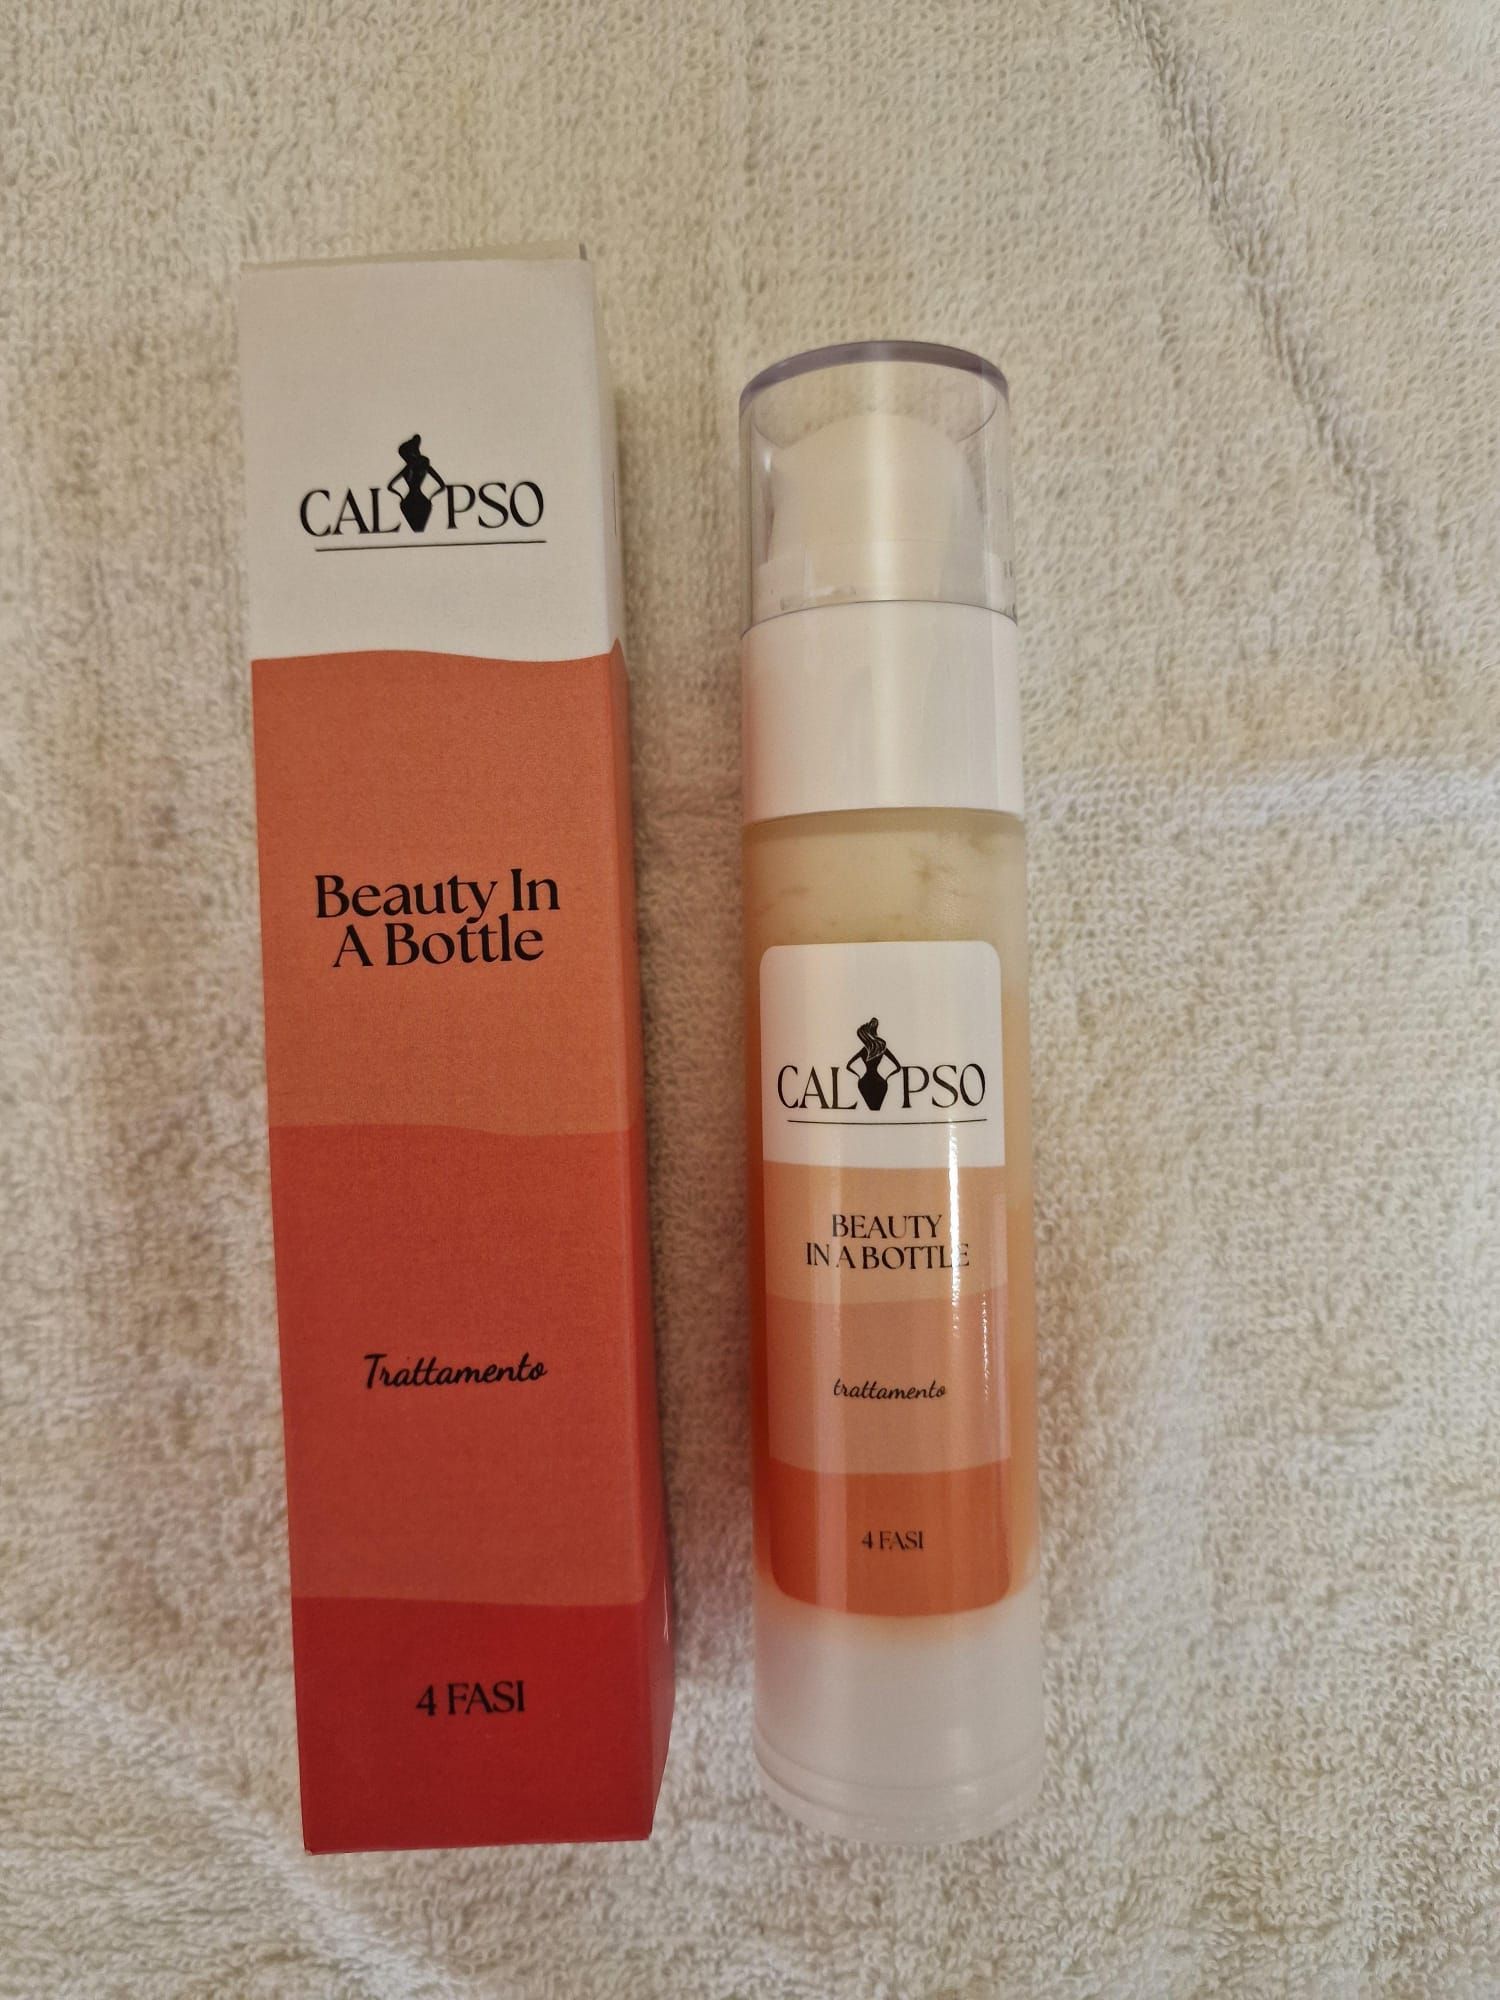 CALYPSO
Beauty In
A Bottle
Trattamento
4 FASI
CALYPSO
BEAUTY
IN A BOTTLE
trattamento
4 FASI